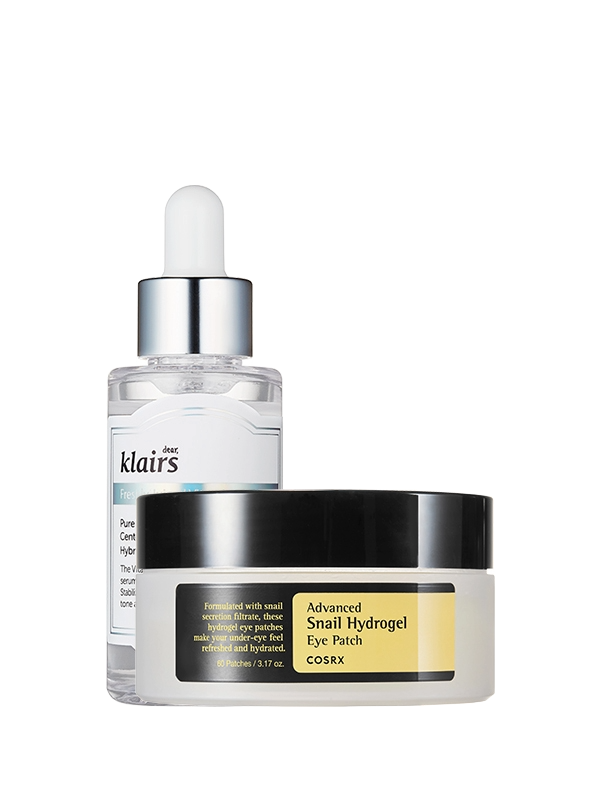 dear,
klairs
Pure
Cent
Hybr
The Vita
serum
Stabili
tone a
Formulated with snail
secretion filtrate, these
hydrogel eye patches
make your under-eye feel
refreshed and hydrated.
60 Patches / 3.17 oz.
Advanced
Snail Hydrogel
Eye Patch
COSRX